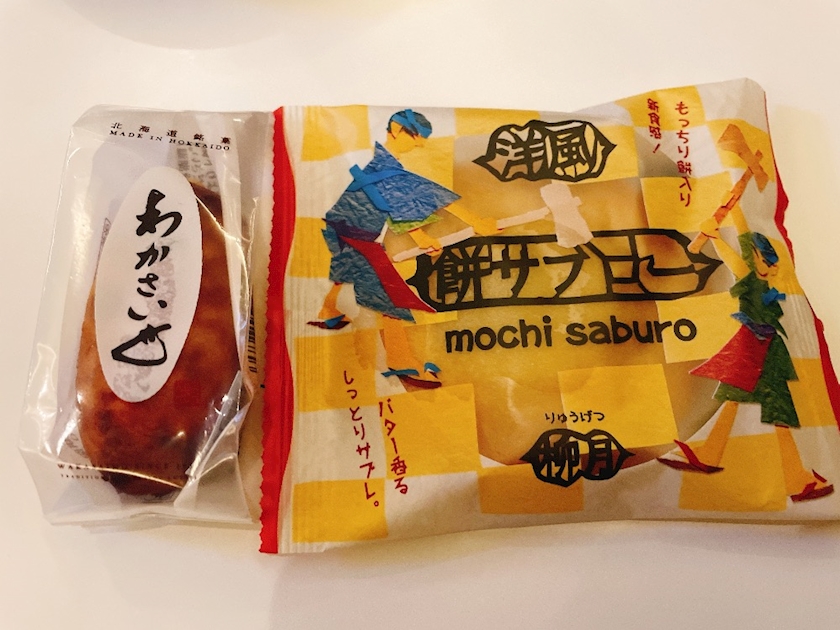 北海道銘菓
MADE IN HOKKAIDO
わかさいも
洋風
もっちり餅入り
新食感！
餅サブロー
mochi saburo
バター香る
しっとりサブレ。
りゅうげつ
柳月